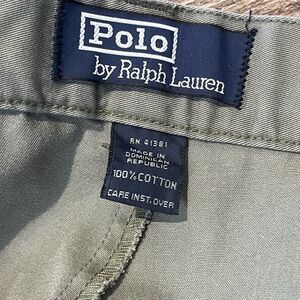 Polo
by Ralph Lauren
RN 41381
MADE IN
DOMINICAN
REPUBLIC
100% COTTON
CARE INST. OVER